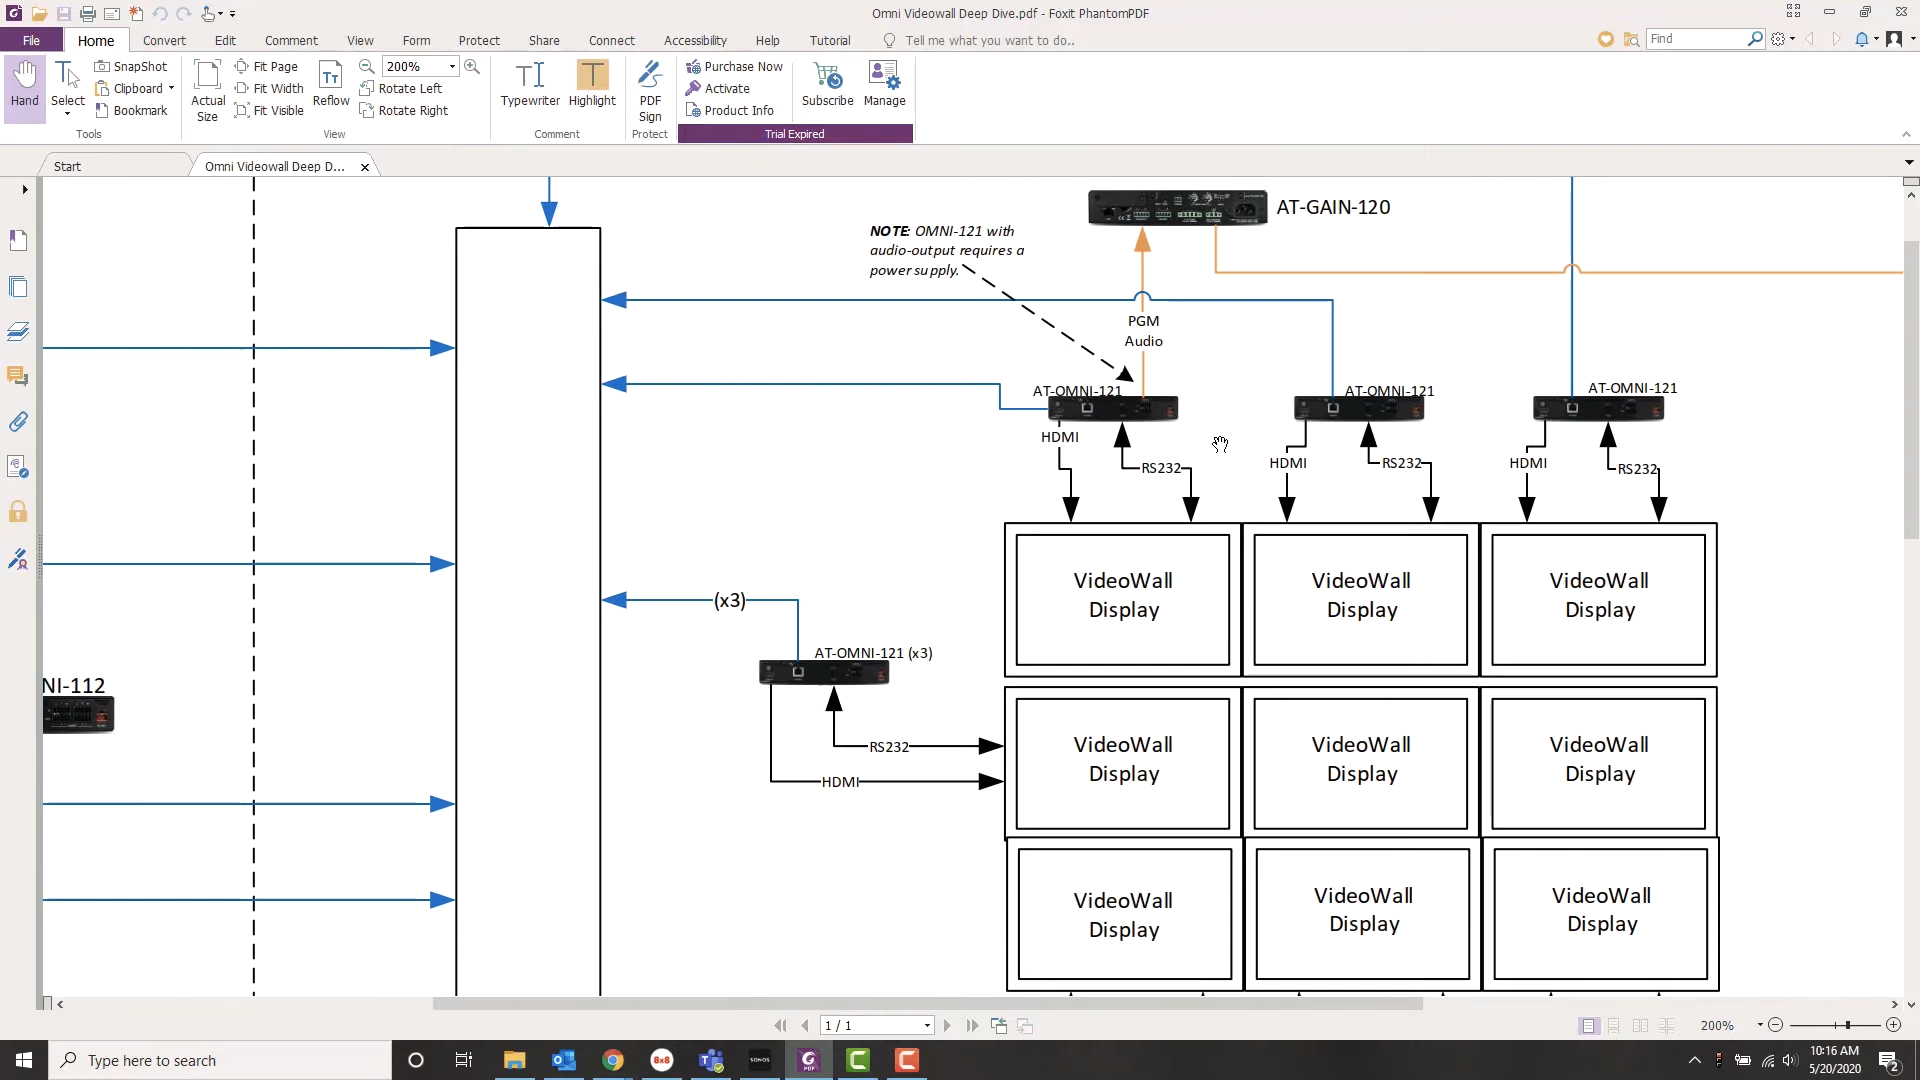 Omni Videowall Deep Dive.pdf - Foxit PhantomPDF
File Home Convert Edit Comment View Form Protect Share Connect Accessibility Help Tutorial Tell me what you want to do.. Find
Hand
Select
SnapShot
Clipboard
Bookmark
Tools
Actual
Size
Fit Page
Fit Width
Fit Visible
Reflow
200%
Rotate Left
Rotate Right
View
Typewriter
Highlight
Comment
PDF
Sign
Protect
Purchase Now
Activate
Product Info
Subscribe
Manage
Trial Expired
Start
Omni Videowall Deep D...
AT-GAIN-120
NOTE: OMNI-121 with
audio-output requires a
power supply.
PGM
Audio
AT-OMNI-121
AT-OMNI-121
AT-OMNI-121
HDMI
RS232
HDMI
RS232
HDMI
RS232
VideoWall
Display
VideoWall
Display
VideoWall
Display
(x3)
AT-OMNI-121 (x3)
NI-112
RS232
HDMI
VideoWall
Display
VideoWall
Display
VideoWall
Display
VideoWall
Display
VideoWall
Display
VideoWall
Display
1 / 1
200%
Type here to search
8x8
SONOS
PDF
10:16 AM
5/20/2020
2